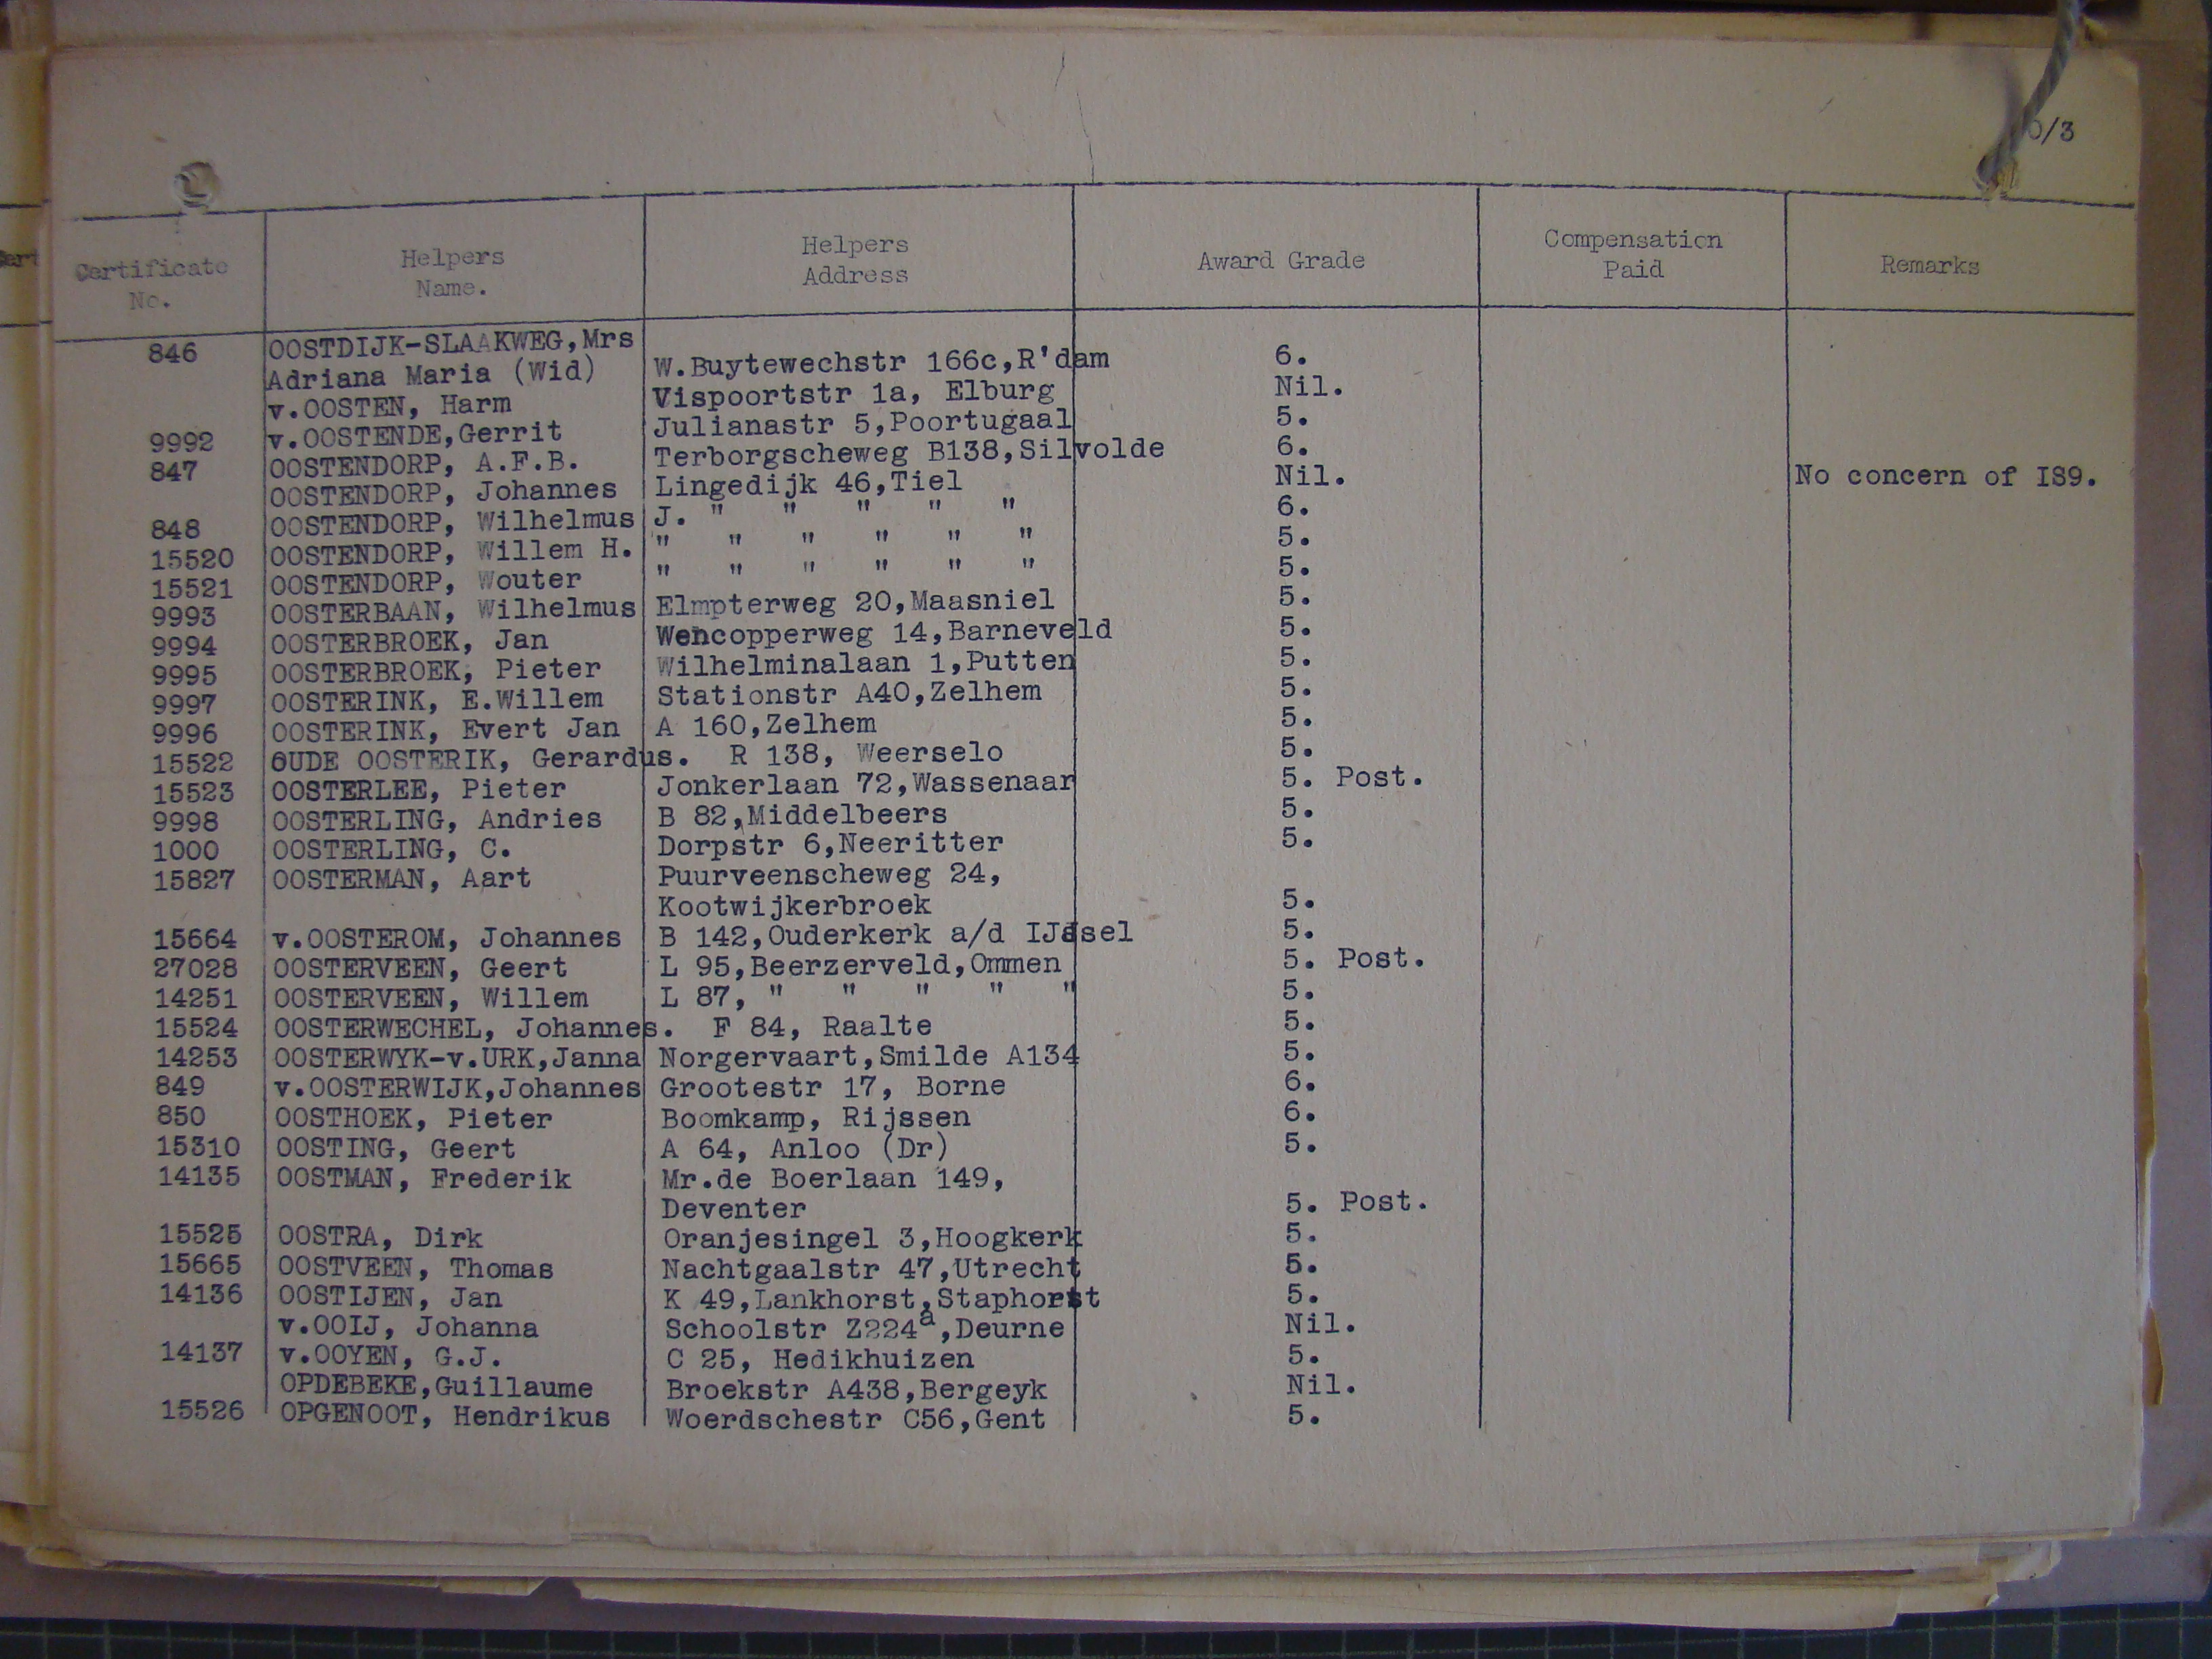 0/3
Certificate No. | Helpers Name. | Helpers Address | Award Grade | Compensation Paid | Remarks
846 OOSTDIJK-SLAAKWEG,Mrs
Adriana Maria (Wid) W.Buytewechstr 166c,R'dam 6.
v.OOSTEN, Harm Vispoortstr 1a, Elburg Nil.
9992 v.OOSTENDE,Gerrit Julianastr 5,Poortugaal 5.
847 OOSTENDORP, A.F.B. Terborgscheweg B138,Silvolde 6.
OOSTENDORP, Johannes Lingedijk 46,Tiel Nil. No concern of IS9.
848 OOSTENDORP, Wilhelmus J. " " " " " 6.
15520 OOSTENDORP, Willem H. " " " " " " 5.
15521 OOSTENDORP, Wouter " " " " " " 5.
9993 OOSTERBAAN, Wilhelmus Elmpterweg 20,Maasniel 5.
9994 OOSTERBROEK, Jan Wencopperweg 14,Barneveld 5.
9995 OOSTERBROEK, Pieter Wilhelminalaan 1,Putten 5.
9997 OOSTERINK, E.Willem Stationstr A40,Zelhem 5.
9996 OOSTERINK, Evert Jan A 160,Zelhem 5.
15522 OUDE OOSTERIK, Gerardus. R 138, Weerselo 5.
15523 OOSTERLEE, Pieter Jonkerlaan 72,Wassenaar 5. Post.
9998 OOSTERLING, Andries B 82,Middelbeers 5.
1000 OOSTERLING, C. Dorpstr 6,Neeritter 5.
15827 OOSTERMAN, Aart Puurveenscheweg 24,
Kootwijkerbroek 5.
15664 v.OOSTEROM, Johannes B 142,Ouderkerk a/d IJssel 5.
27028 OOSTERVEEN, Geert L 95,Beerzerveld,Ommen 5. Post.
14251 OOSTERVEEN, Willem L 87, " " " " " 5.
15524 OOSTERWECHEL, Johannes. F 84, Raalte 5.
14253 OOSTERWYK-v.URK,Janna Norgervaart,Smilde A134 5.
849 v.OOSTERWIJK,Johannes Grootestr 17, Borne 6.
850 OOSTHOEK, Pieter Boomkamp, Rijssen 6.
15310 OOSTING, Geert A 64, Anloo (Dr) 5.
14135 OOSTMAN, Frederik Mr.de Boerlaan 149,
Deventer 5. Post.
15525 OOSTRA, Dirk Oranjesingel 3,Hoogkerk 5.
15665 OOSTVEEN, Thomas Nachtgaalstr 47,Utrecht 5.
14136 OOSTIJEN, Jan K 49,Lankhorst,Staphorst 5.
v.OOIJ, Johanna Schoolstr Z224a,Deurne Nil.
14137 v.OOYEN, G.J. C 25, Hedikhuizen 5.
OPDEBEKE,Guillaume Broekstr A438,Bergeyk Nil.
15526 OPGENOOT, Hendrikus Woerdschestr C56,Gent 5.